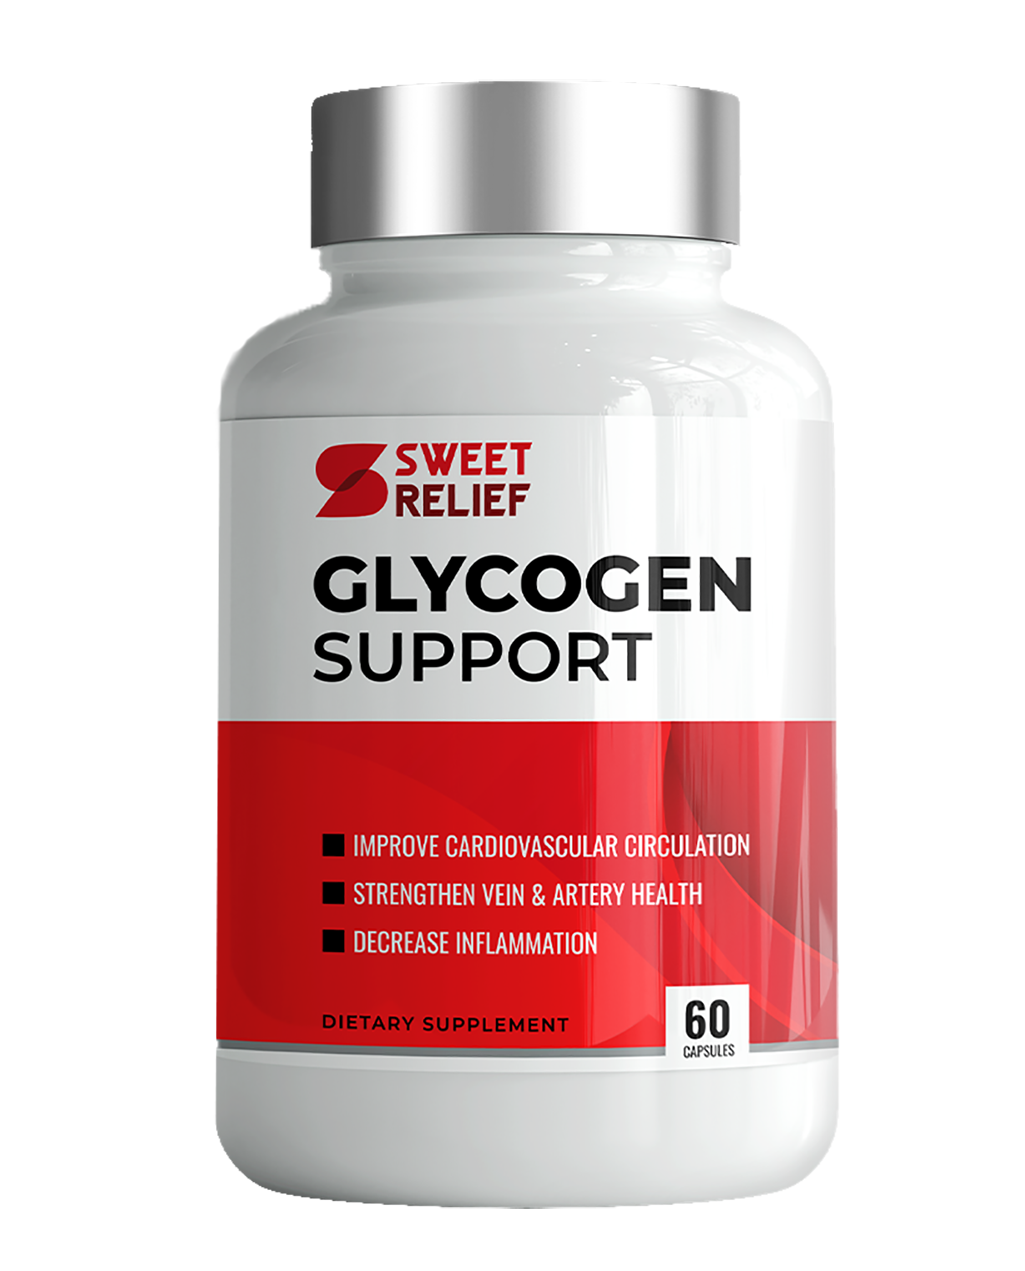 SWEET
RELIEF
GLYCOGEN
SUPPORT
IMPROVE CARDIOVASCULAR CIRCULATION
STRENGTHEN VEIN & ARTERY HEALTH
DECREASE INFLAMMATION
DIETARY SUPPLEMENT
60
CAPSULES